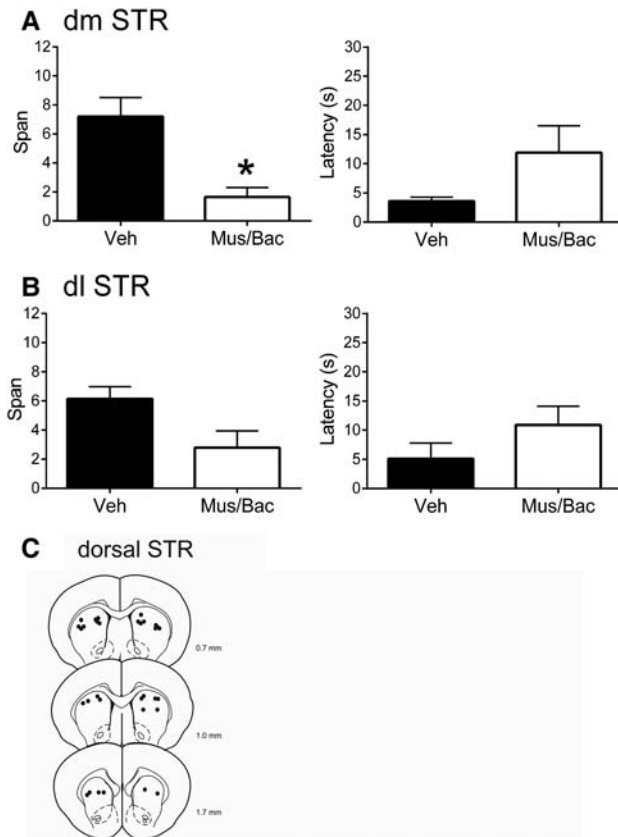 A dm STR
12
10
8
6
4
2
0
Span
*
Veh Mus/Bac
30
25
20
15
10
5
0
Latency (s)
Veh Mus/Bac
B dl STR
12
10
8
6
4
2
0
Span
Veh Mus/Bac
30
25
20
15
10
5
0
Latency (s)
Veh Mus/Bac
C dorsal STR
0.7 mm
1.0 mm
1.7 mm